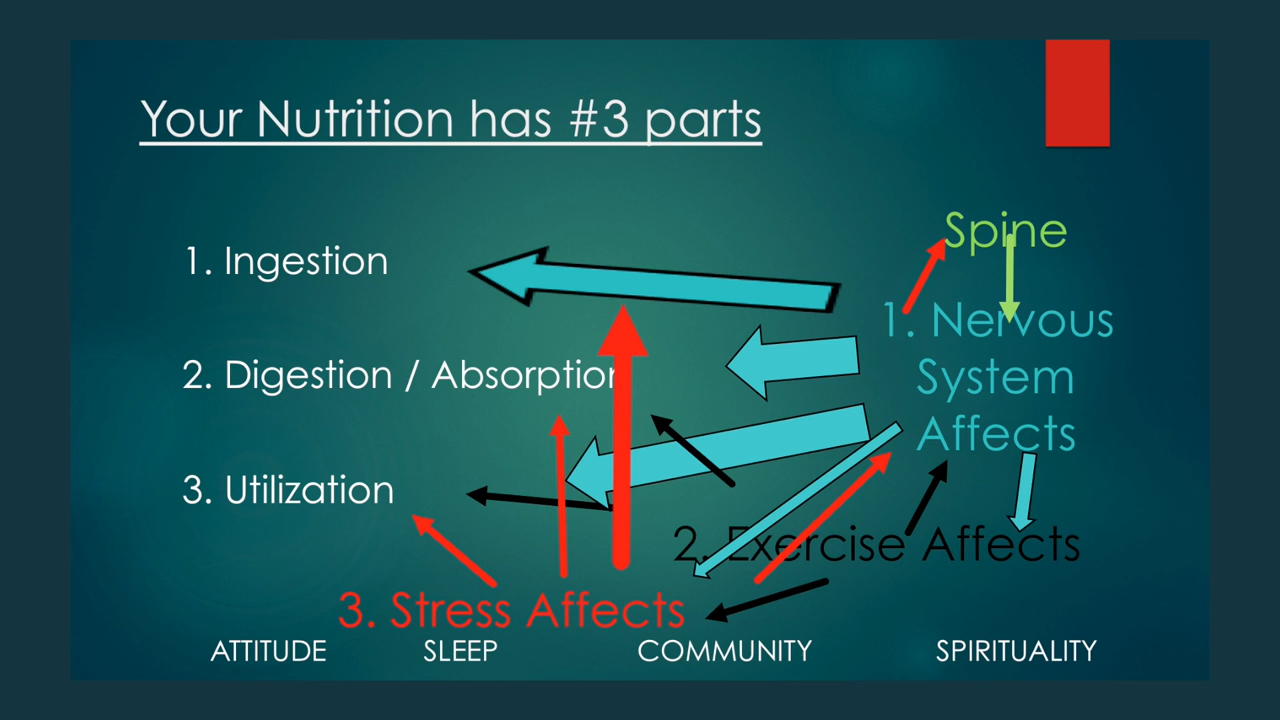 Your Nutrition has #3 parts
Spine
1. Ingestion
1. Nervous
System
Affects
2. Digestion / Absorption
3. Utilization
2. Exercise Affects
3. Stress Affects
ATTITUDE SLEEP COMMUNITY SPIRITUALITY